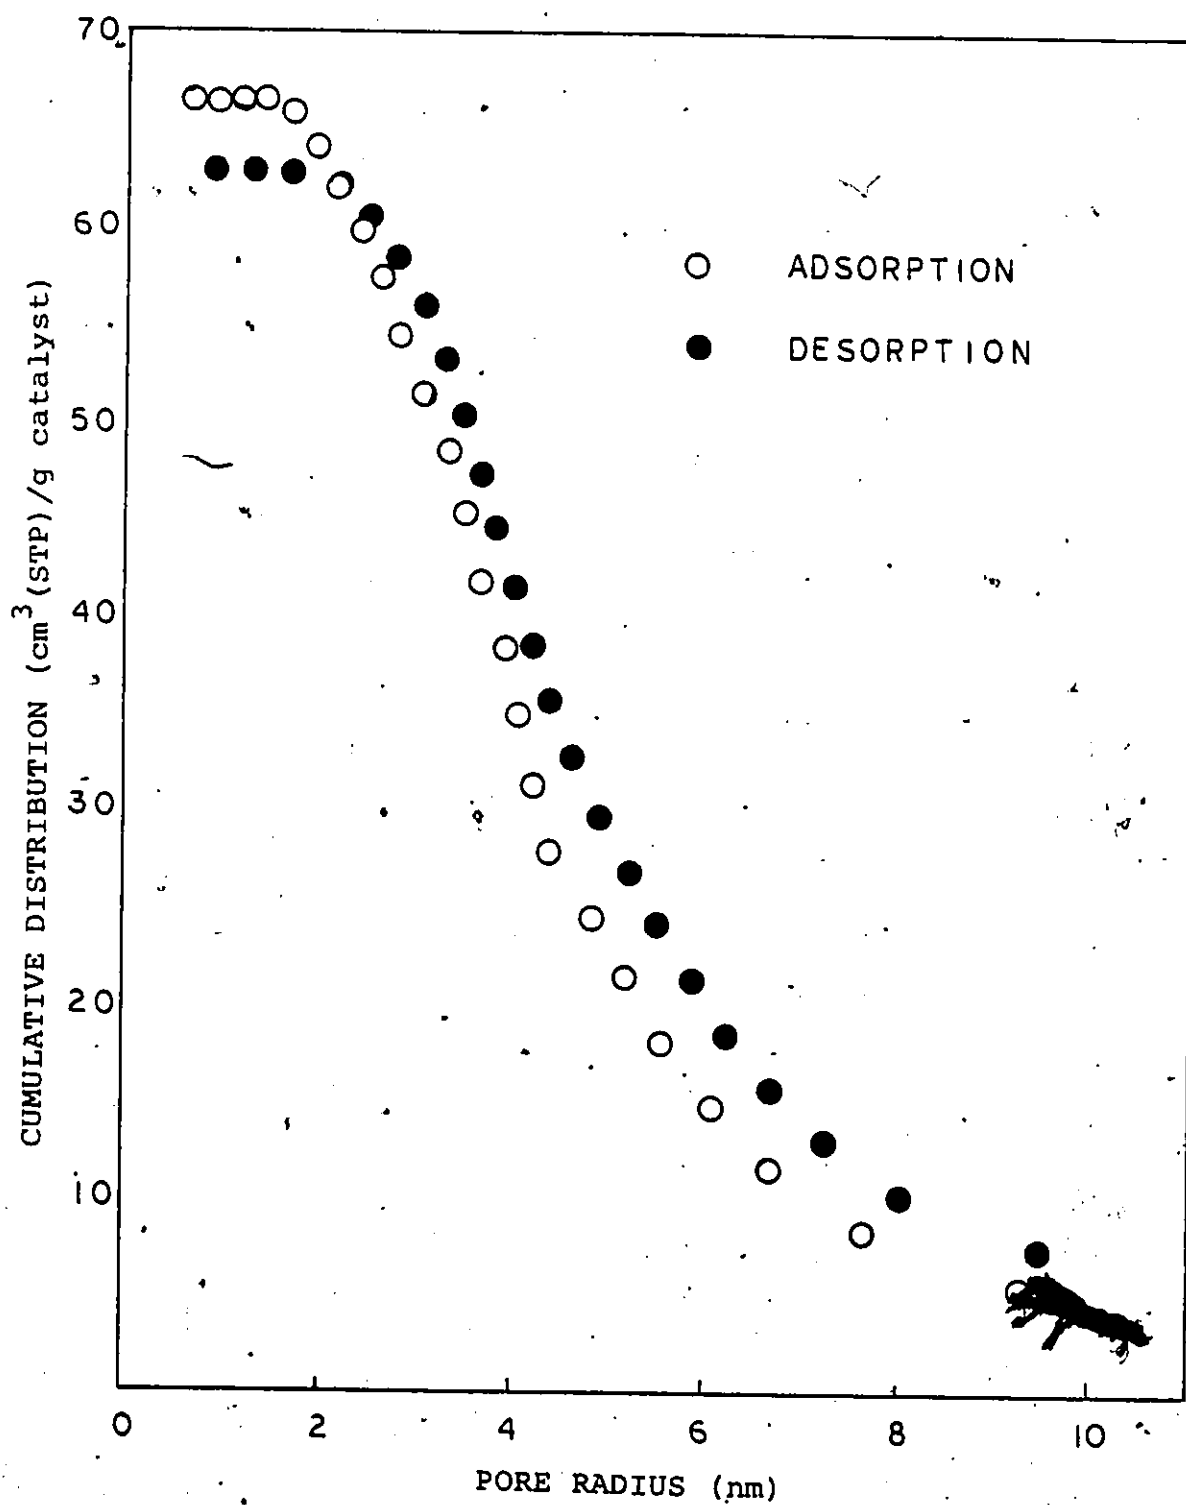 70
60
50
40
30
20
10
CUMULATIVE DISTRIBUTION (cm³(STP)/g catalyst)
ADSORPTION
DESORPTION
0 2 4 6 8 10
PORE RADIUS (nm)